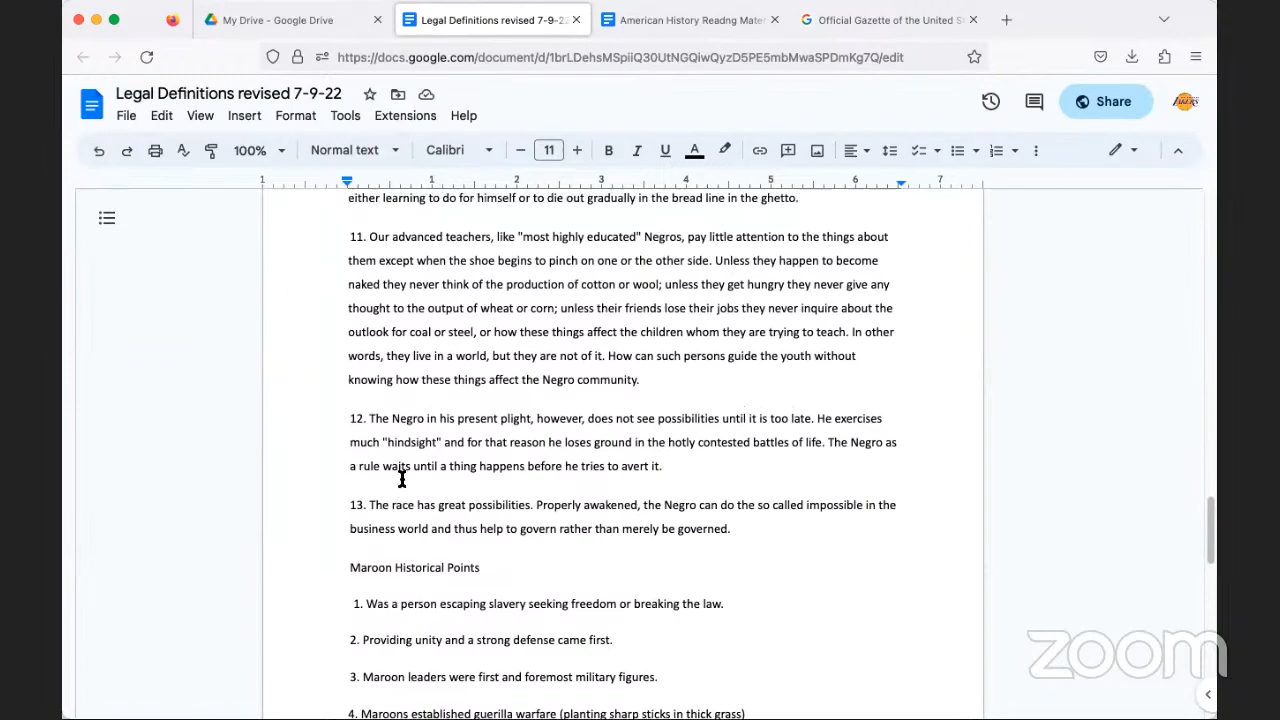 My Drive - Google Drive
Legal Definitions revised 7-9-22
American History Readng Mater
Official Gazette of the United S
https://docs.google.com/document/d/1brLDehsMSpiiQ30UtNGQiwQyzD5PE5mbMwaSPDmKg7Q/edit
Legal Definitions revised 7-9-22
File Edit View Insert Format Tools Extensions Help
Share
100% Normal text Calibri 11 B I U A
1 1 2 3 4 5 6 7
either learning to do for himself or to die out gradually in the bread line in the ghetto.
11. Our advanced teachers, like "most highly educated" Negros, pay little attention to the things about
them except when the shoe begins to pinch on one or the other side. Unless they happen to become
naked they never think of the production of cotton or wool; unless they get hungry they never give any
thought to the output of wheat or corn; unless their friends lose their jobs they never inquire about the
outlook for coal or steel, or how these things affect the children whom they are trying to teach. In other
words, they live in a world, but they are not of it. How can such persons guide the youth without
knowing how these things affect the Negro community.
12. The Negro in his present plight, however, does not see possibilities until it is too late. He exercises
much "hindsight" and for that reason he loses ground in the hotly contested battles of life. The Negro as
a rule waits until a thing happens before he tries to avert it.
13. The race has great possibilities. Properly awakened, the Negro can do the so called impossible in the
business world and thus help to govern rather than merely be governed.
Maroon Historical Points
1. Was a person escaping slavery seeking freedom or breaking the law.
2. Providing unity and a strong defense came first.
3. Maroon leaders were first and foremost military figures.
4. Maroons established guerilla warfare (planting sharp sticks in thick grass)
zoom